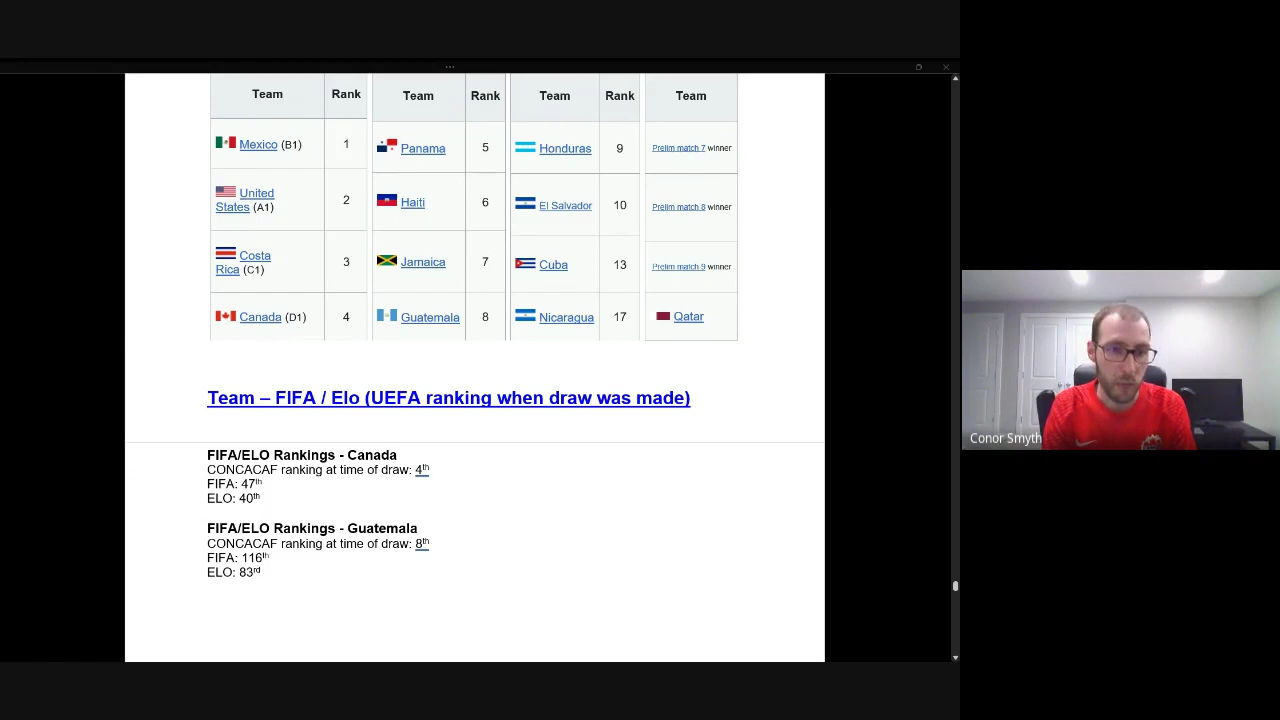 Team Rank Team Rank Team Rank Team
Mexico (B1) 1 Panama 5 Honduras 9 Prelim match 7 winner
United States (A1) 2 Haiti 6 El Salvador 10 Prelim match 8 winner
Costa Rica (C1) 3 Jamaica 7 Cuba 13 Prelim match 9 winner
Canada (D1) 4 Guatemala 8 Nicaragua 17 Qatar
Team – FIFA / Elo (UEFA ranking when draw was made)
FIFA/ELO Rankings - Canada
CONCACAF ranking at time of draw: 4th
FIFA: 47th
ELO: 40th
FIFA/ELO Rankings - Guatemala
CONCACAF ranking at time of draw: 8th
FIFA: 116th
ELO: 83rd
Conor Smyth